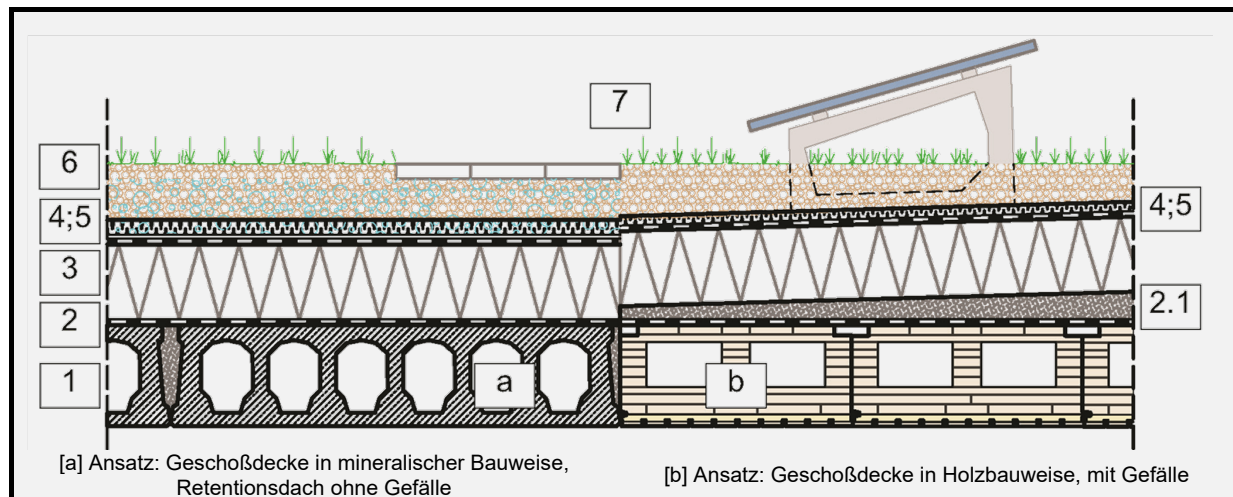 7
6
4;5
4;5
3
2.1
2
1
a
b
[a] Ansatz: Geschoßdecke in mineralischer Bauweise,
Retentionsdach ohne Gefälle
[b] Ansatz: Geschoßdecke in Holzbauweise, mit Gefälle